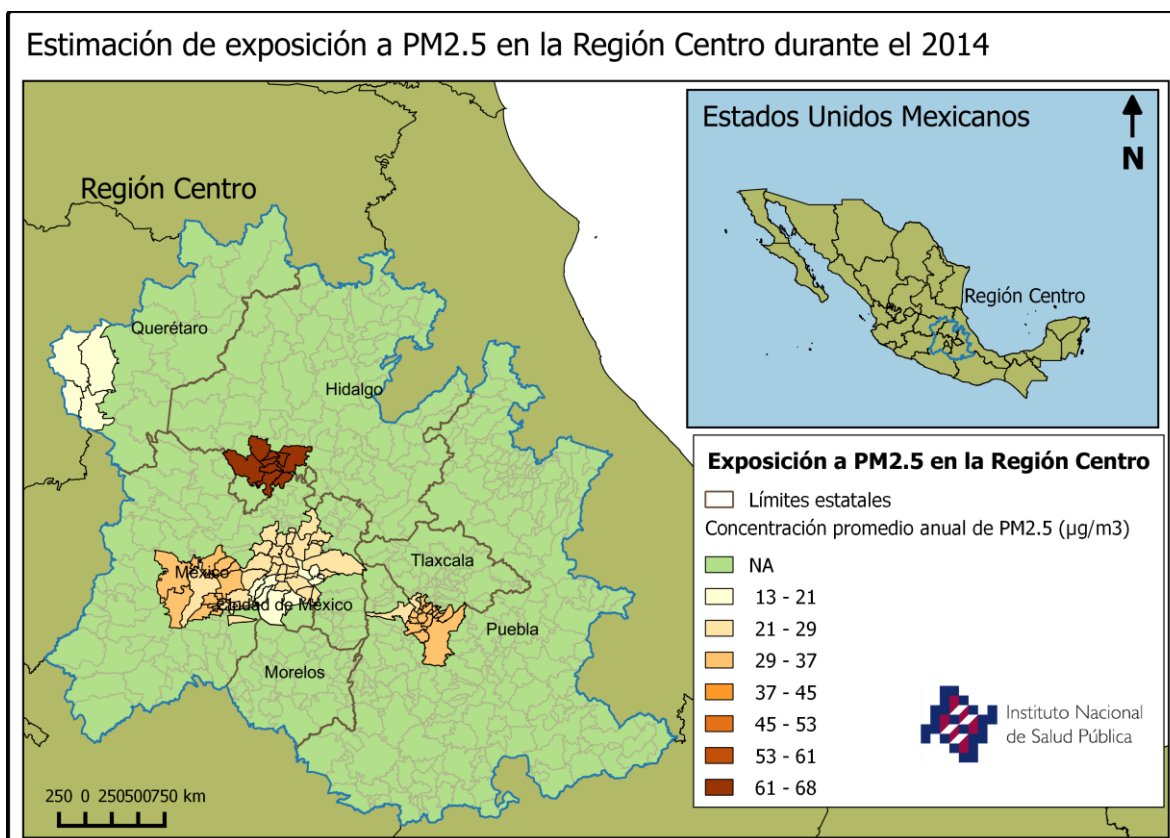 Estimación de exposición a PM2.5 en la Región Centro durante el 2014
Región Centro
Querétaro
Hidalgo
Tlaxcala
México
Ciudad de México
Puebla
Morelos
250 0 250500750 km
Estados Unidos Mexicanos
N
Región Centro
Exposición a PM2.5 en la Región Centro
Límites estatales
Concentración promedio anual de PM2.5 (µg/m3)
NA
13 - 21
21 - 29
29 - 37
37 - 45
45 - 53
53 - 61
61 - 68
Instituto Nacional
de Salud Pública